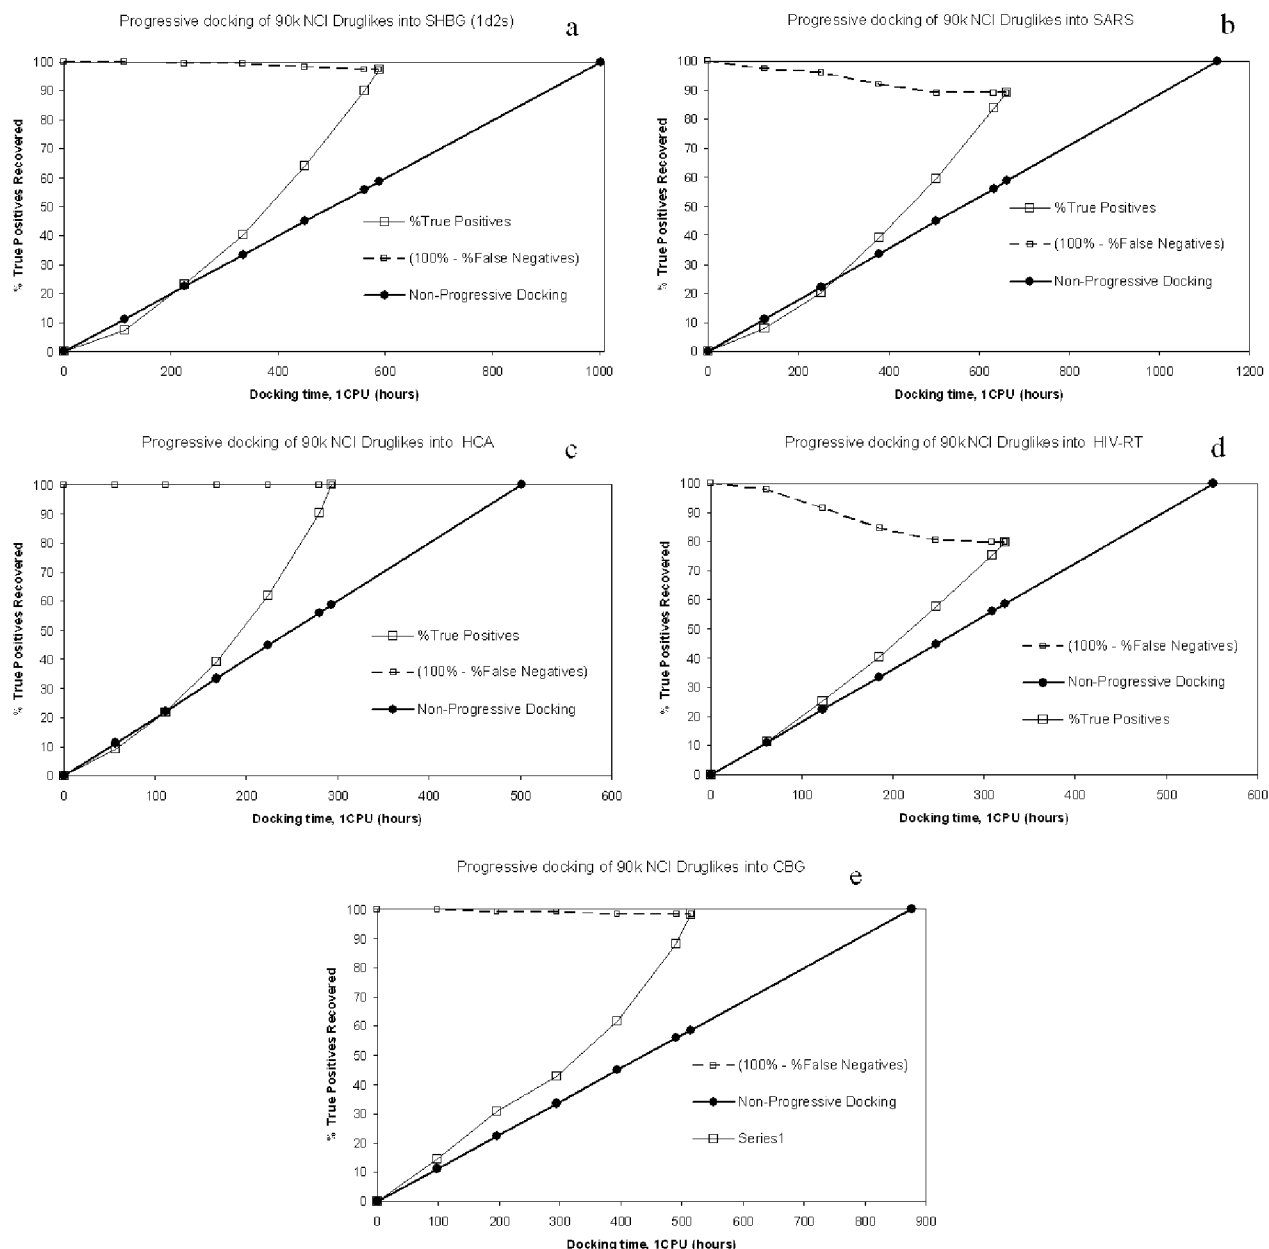 Progressive docking of 90k NCI Druglikes into SHBG (1d2s)
a
% True Positives Recovered
100
90
80
70
60
50
40
30
20
10
0
%True Positives
(100% - %False Negatives)
Non-Progressive Docking
0 200 400 600 800 1000
Docking time, 1CPU (hours)
Progressive docking of 90k NCI Druglikes into SARS
b
% True Positives Recovered
100
90
80
70
60
50
40
30
20
10
0
%True Positives
(100% - %False Negatives)
Non-Progressive Docking
0 200 400 600 800 1000 1200
Docking time, 1CPU (hours)
Progressive docking of 90k NCI Druglikes into HCA
c
% True Positives Recovered
100
90
80
70
60
50
40
30
20
10
0
%True Positives
(100% - %False Negatives)
Non-Progressive Docking
0 100 200 300 400 500 600
Docking time, 1CPU (hours)
Progressive docking of 90k NCI Druglikes into HIV-RT
d
% True Positives Recovered
100
90
80
70
60
50
40
30
20
10
0
(100% - %False Negatives)
Non-Progressive Docking
%True Positives
0 100 200 300 400 500 600
Docking time, 1CPU (hours)
Progressive docking of 90k NCI Druglikes into CBG
e
% True Positives Recovered
100
90
80
70
60
50
40
30
20
10
0
(100% - %False Negatives)
Non-Progressive Docking
Series1
0 100 200 300 400 500 600 700 800 900
Docking time, 1CPU (hours)